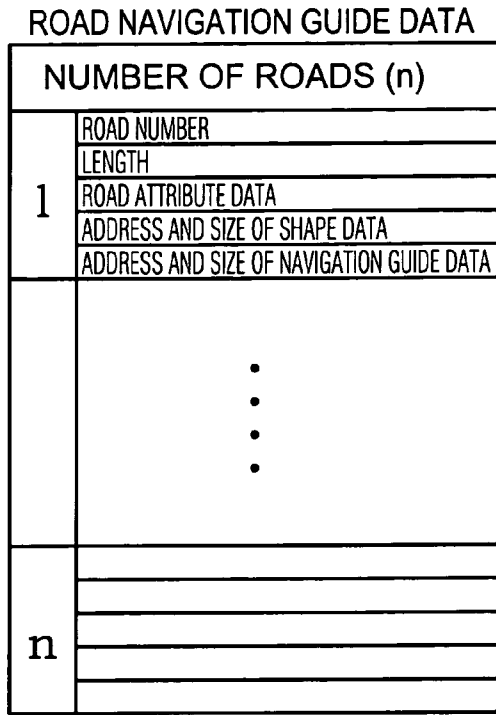 ROAD NAVIGATION GUIDE DATA
NUMBER OF ROADS (n)
1
ROAD NUMBER
LENGTH
ROAD ATTRIBUTE DATA
ADDRESS AND SIZE OF SHAPE DATA
ADDRESS AND SIZE OF NAVIGATION GUIDE DATA
n